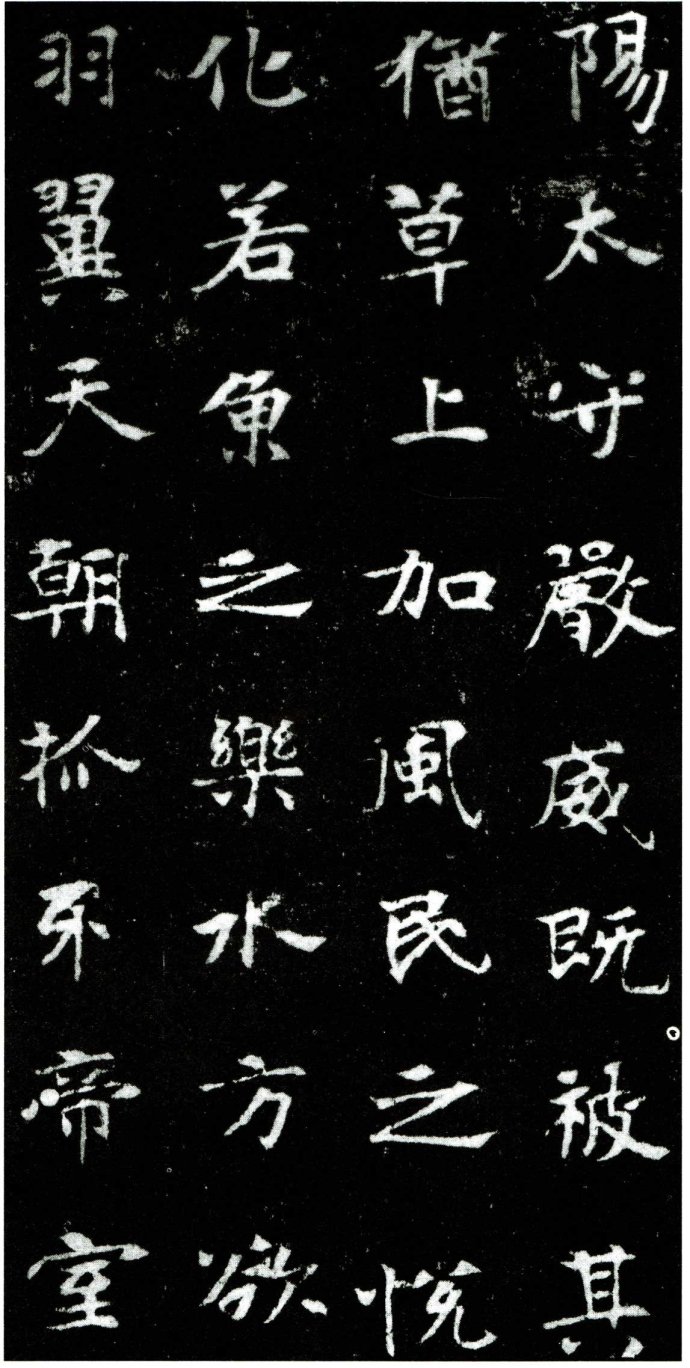 陽太守嚴威既被其
猶草上加風民之悅
化若魚之樂水方欲
羽翼天朝抓牙帝室